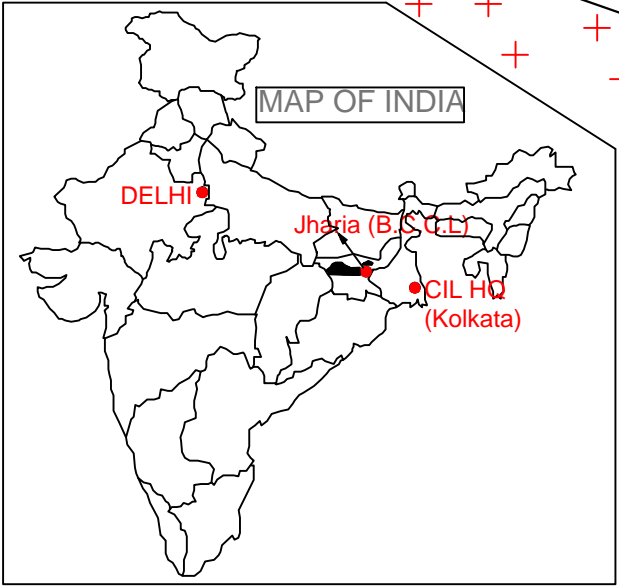 MAP OF INDIA
DELHI
Jharia (B.C.C.L)
CIL HQ
(Kolkata)